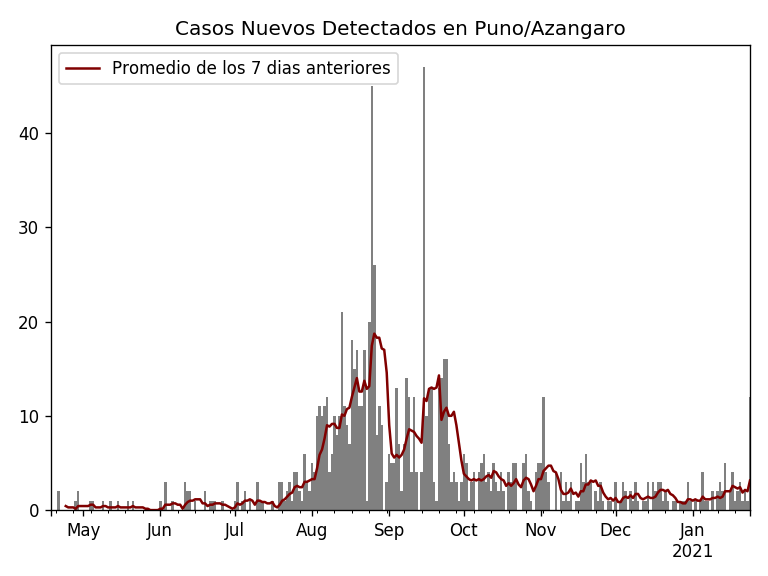 Casos Nuevos Detectados en Puno/Azangaro
Promedio de los 7 dias anteriores
40
30
20
10
0
May Jun Jul Aug Sep Oct Nov Dec Jan
2021